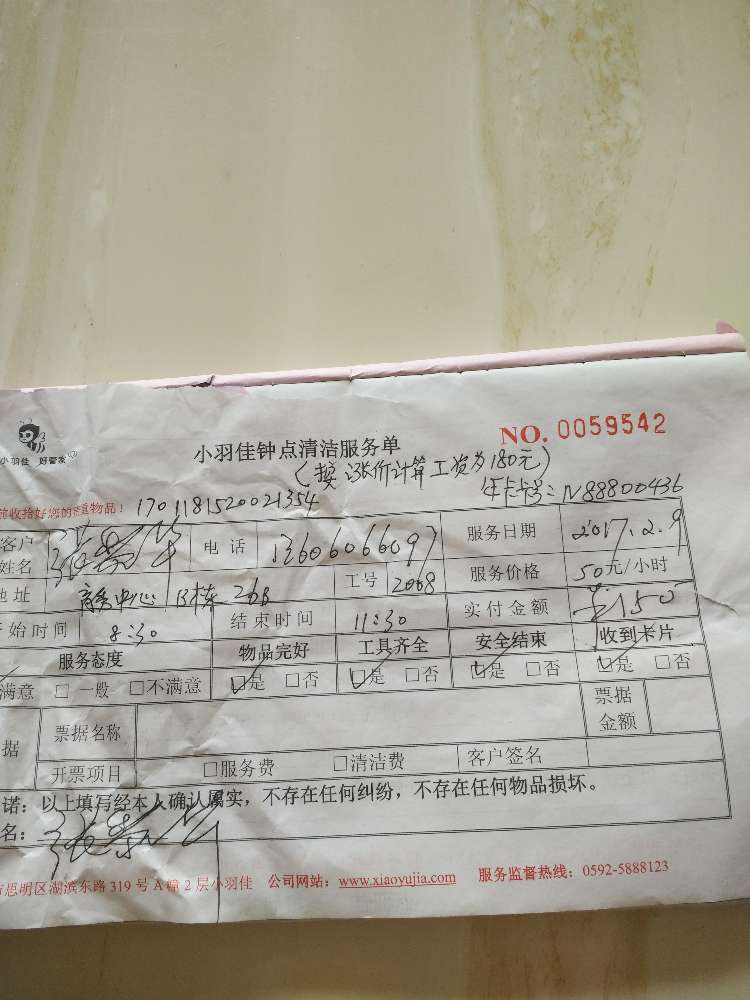 小羽佳 好管家
小羽佳钟点清洁服务单
NO. 0059542
(按涨价计算工资为180元)
年卡卡号:N88800436
收拾好您的贵重物品! 1701181520021354
客户姓名 电话 13606066097 服务日期 2017.2.9
地址 中心 B栋 26B 工号 2008 服务价格 50元/小时
开始时间 8:30 结束时间 11:30 实付金额 150
服务态度 物品完好 工具齐全 安全结束 收到卡片
满意 □一般 □不满意 ☑是 □否 ☑是 □否 ☑是 □否 ☑是 □否
据 票据名称 票据金额
开票项目 □服务费 □清洁费 客户签名
诺:以上填写经本人确认属实,不存在任何纠纷,不存在任何物品损坏。
名:
市思明区湖滨东路 319 号 A 幢 2 层小羽佳 公司网站:www.xiaoyujia.com 服务监督热线:0592-5888123